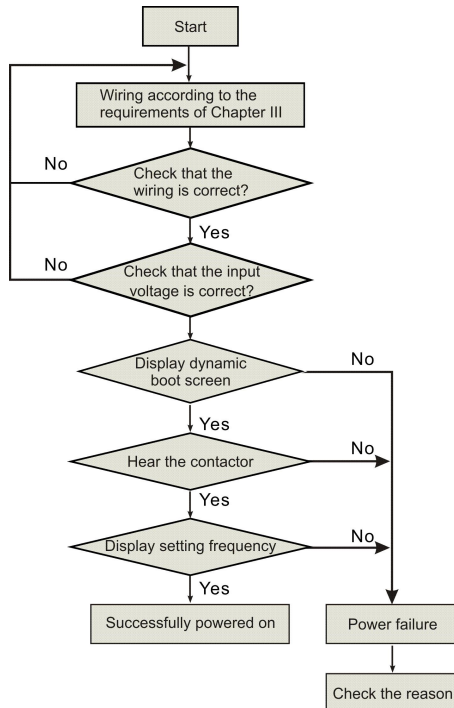 Start
Wiring according to the
requirements of Chapter III
No
Check that the
wiring is correct?
Yes
No
Check that the input
voltage is correct?
Display dynamic
boot screen
No
Yes
Hear the contactor
No
Yes
Display setting frequency
No
Yes
Successfully powered on
Power failure
Check the reason